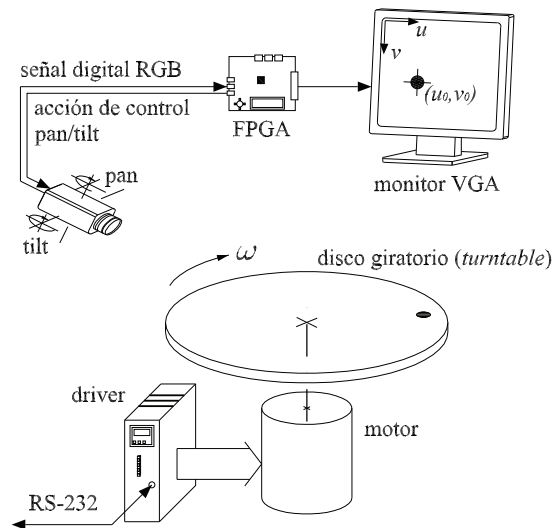 u
v
señal digital RGB
(u₀,v₀)
acción de control
pan/tilt
FPGA
pan
monitor VGA
tilt
ω
disco giratorio (turntable)
driver
motor
RS-232